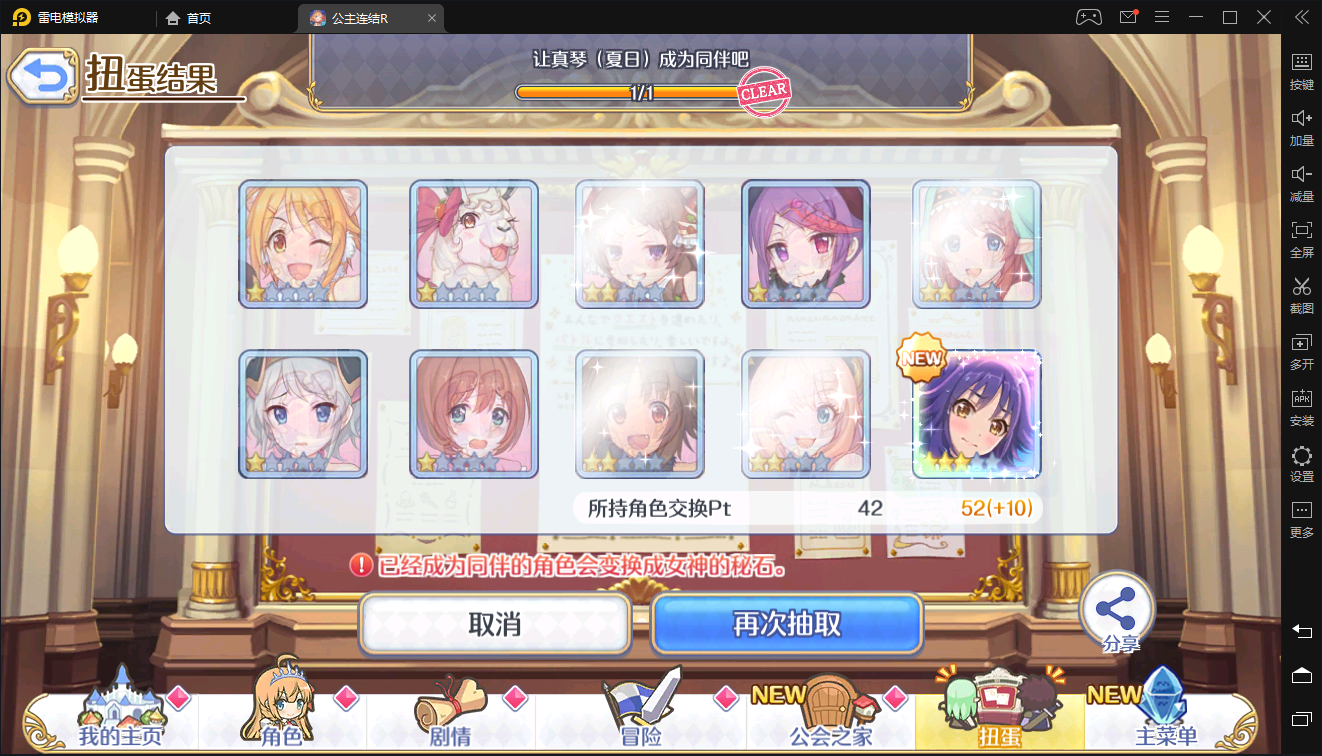 雷电模拟器
首页
公主连结R
让真琴（夏日）成为同伴吧
扭蛋结果
1/1
CLEAR
NEW
所持角色交换Pt 42 52(+10)
已经成为同伴的角色会变换成女神的秘石。
取消
再次抽取
分享
NEW
NEW
我的主页
角色
剧情
冒险
公会之家
扭蛋
主菜单
按键
加量
减量
全屏
截图
多开
APK
安装
设置
更多